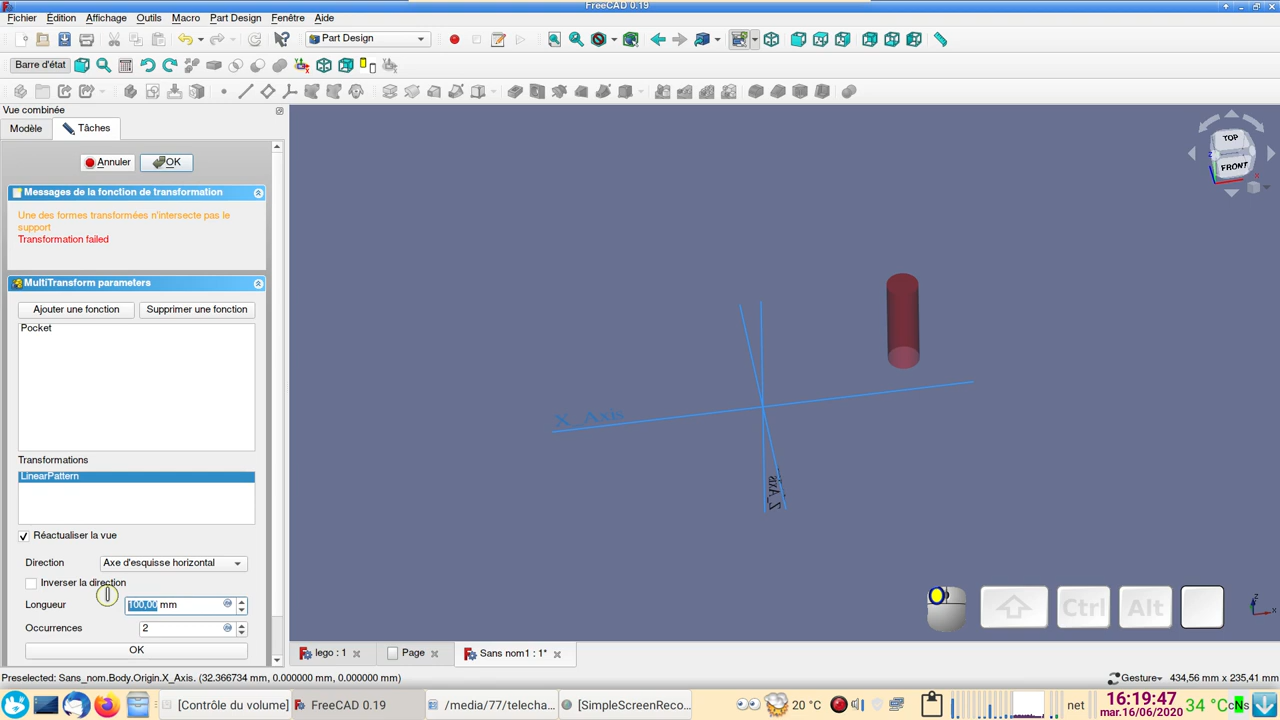 FreeCAD 0.19
Fichier Édition Affichage Outils Macro Part Design Fenêtre Aide
Part Design
Barre d'état
Vue combinée
Modèle Tâches
Annuler OK
Messages de la fonction de transformation
Une des formes transformées n'intersecte pas le
support
Transformation failed
MultiTransform parameters
Ajouter une fonction Supprimer une fonction
Pocket
Transformations
LinearPattern
Réactualiser la vue
Direction Axe d'esquisse horizontal
Inverser la direction
Longueur 100,00 mm
Occurrences 2
OK
TOP
FRONT
X_Axis
Z_Axis
Ctrl Alt
lego : 1 Page Sans nom1 : 1*
Preselected: Sans_nom.Body.Origin.X_Axis. (32.366734 mm, 0.000000 mm, 0.000000 mm) Gesture 434,56 mm x 235,41 mm
[Contrôle du volume] FreeCAD 0.19 /media/77/telecha... [SimpleScreenReco... 20 °C net 16:19:47 34 °C
mar.16/06/2020